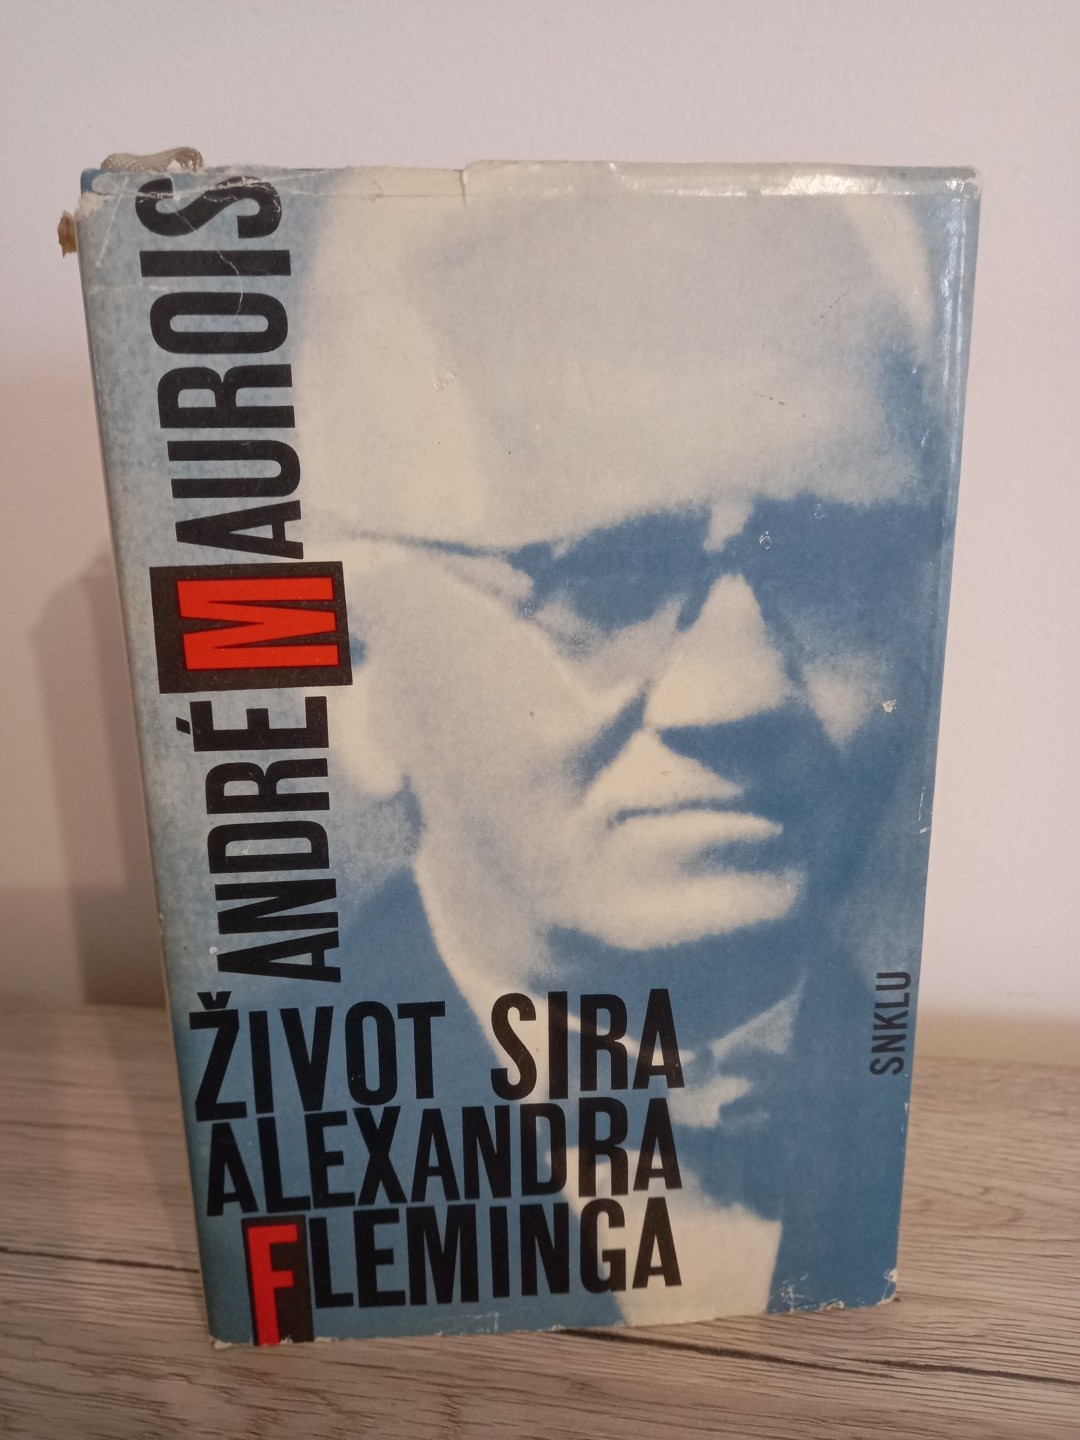 ANDRÉ MAUROIS
ŽIVOT SIRA
ALEXANDRA
FLEMINGA
SNKLU